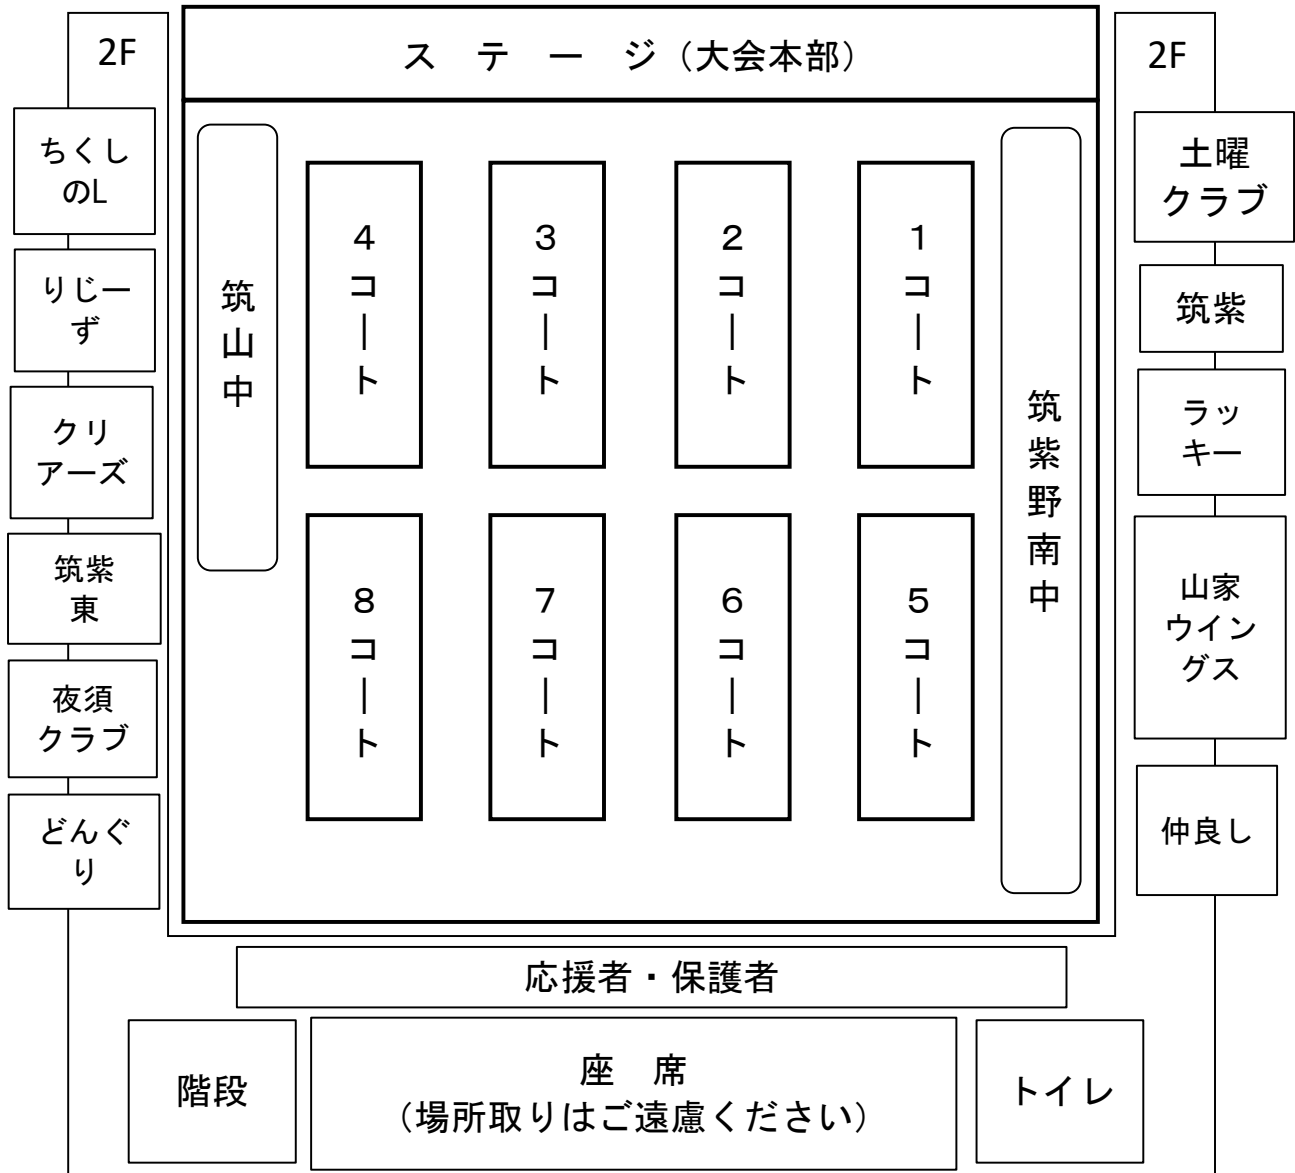 2F
ステージ（大会本部）
2F
ちくし
のL
りじー
ず
クリ
アーズ
筑紫
東
夜須
クラブ
どんぐ
り
筑山中
4コート
3コート
2コート
1コート
8コート
7コート
6コート
5コート
筑紫野南中
土曜
クラブ
筑紫
ラッ
キー
山家
ウイン
グス
仲良し
応援者・保護者
階段
座　席
（場所取りはご遠慮ください）
トイレ